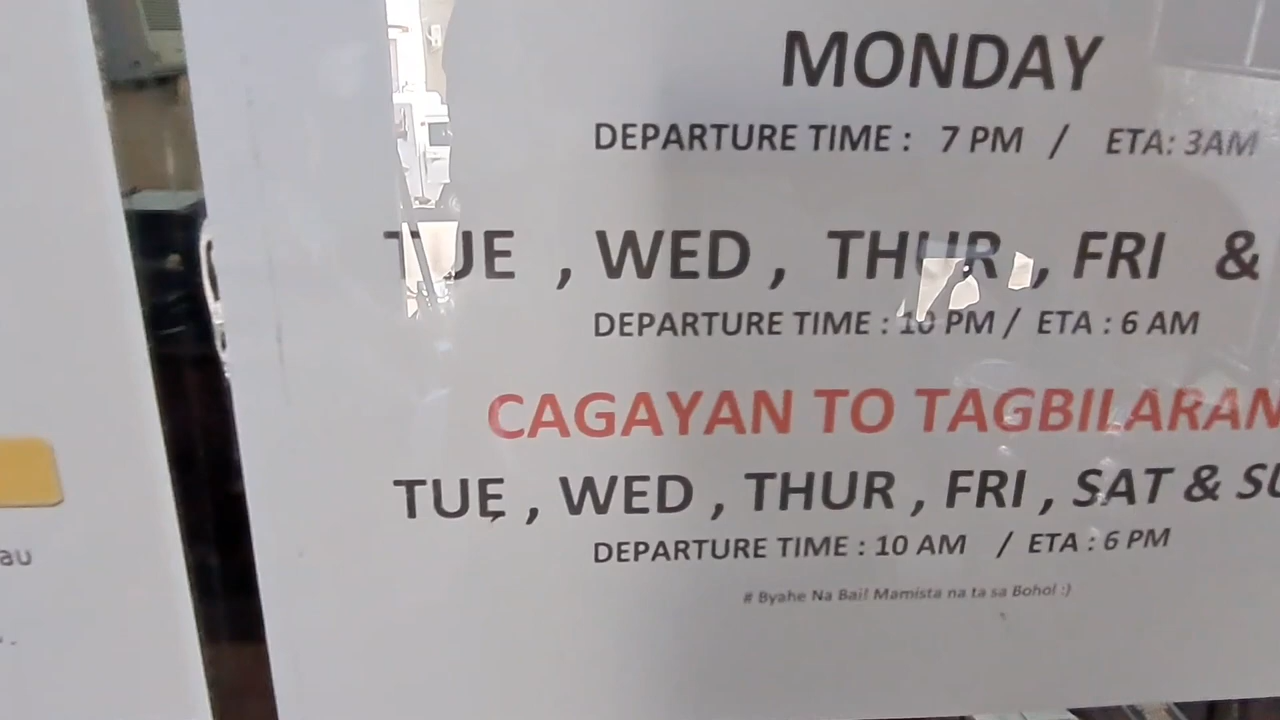 MONDAY
DEPARTURE TIME : 7 PM / ETA: 3AM
TUE , WED , THUR , FRI &
DEPARTURE TIME : 10 PM / ETA : 6 AM
CAGAYAN TO TAGBILARAN
TUE , WED , THUR , FRI , SAT & SU
DEPARTURE TIME : 10 AM / ETA : 6 PM
# Byahe Na Bai! Mamista na ta sa Bohol :)
au